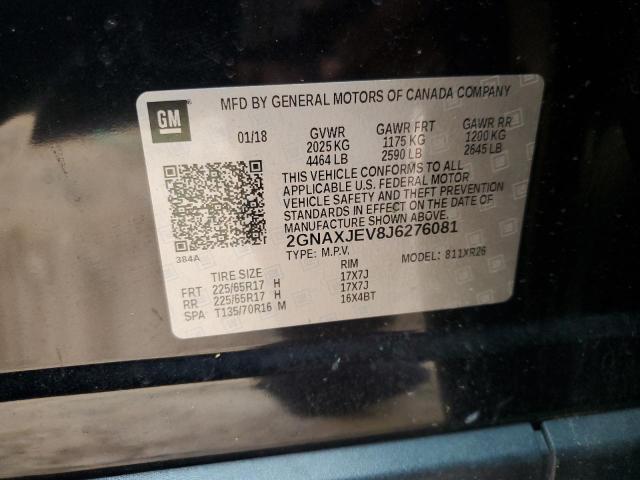 MFD BY GENERAL MOTORS OF CANADA COMPANY
GM
01/18 GVWR GAWR FRT GAWR RR
2025 KG 1175 KG 1200 KG
4464 LB 2590 LB 2645 LB
THIS VEHICLE CONFORMS TO ALL
APPLICABLE U.S. FEDERAL MOTOR
VEHICLE SAFETY AND THEFT PREVENTION
STANDARDS IN EFFECT ON THE DATE OF
MANUFACTURE SHOWN ABOVE.
2GNAXJEV8J6276081
384A TYPE: M.P.V. MODEL: 811XR26
TIRE SIZE RIM
FRT 225/65R17 H 17X7J
RR 225/65R17 H 17X7J
SPA T135/70R16 M 16X4BT